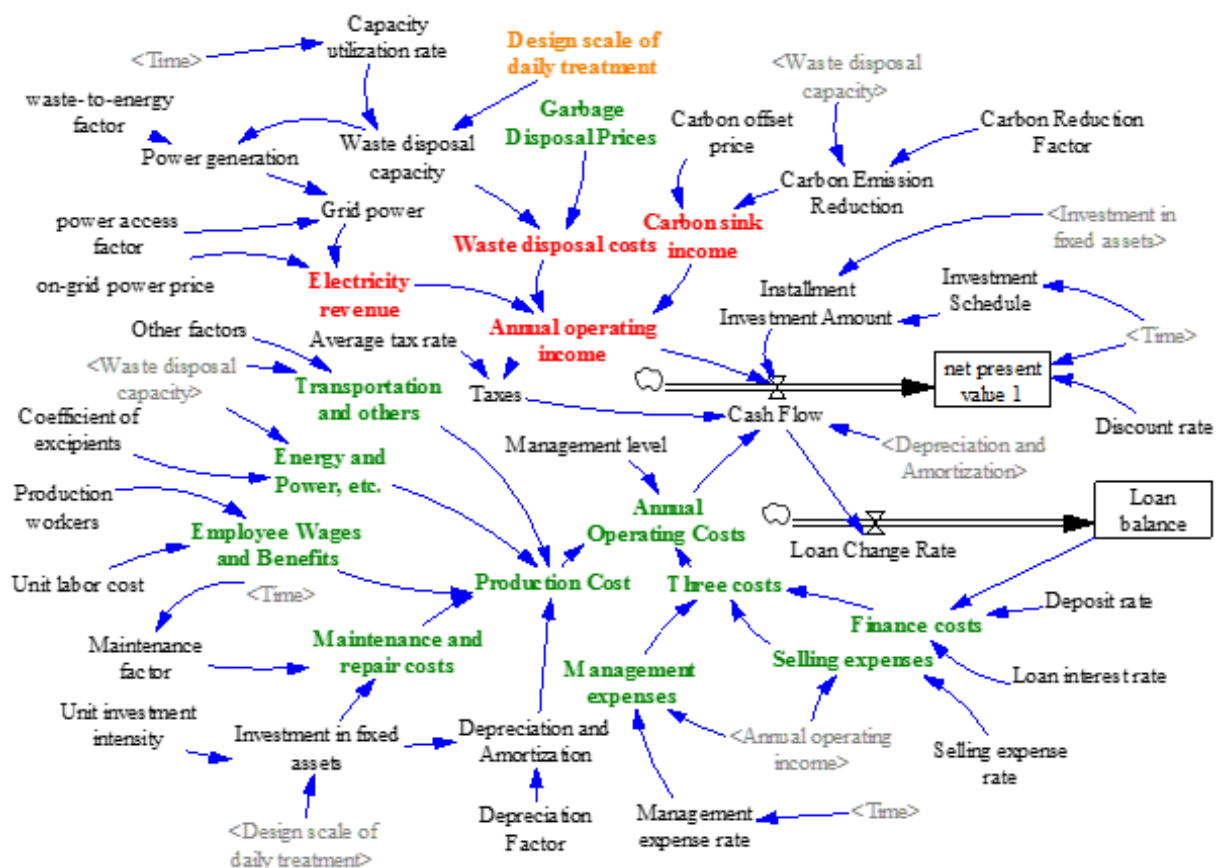 Capacity
utilization rate
<Time>
Design scale of
daily treatment
<Waste disposal
capacity>
waste-to-energy
factor
Garbage
Disposal Prices
Carbon offset
price
Carbon Reduction
Factor
Power generation
Waste disposal
capacity
Carbon Emission
Reduction
Grid power
power access
factor
Waste disposal costs
Carbon sink
income
<Investment in
fixed assets>
on-grid power price
Electricity
revenue
Installment
Investment Amount
Investment
Schedule
Other factors
Average tax rate
Annual operating
income
<Time>
<Waste disposal
capacity>
Transportation
and others
Taxes
Cash Flow
net present
value 1
Coefficient of
excipients
Management level
<Depreciation and
Amortization>
Discount rate
Energy and
Power, etc.
Production
workers
Employee Wages
and Benefits
Annual
Operating Costs
Loan Change Rate
Loan
balance
Unit labor cost
<Time>
Production Cost
Three costs
Deposit rate
Finance costs
Maintenance
factor
Maintenance and
repair costs
Management
expenses
Selling expenses
Loan interest rate
Unit investment
intensity
Investment in fixed
assets
Depreciation and
Amortization
<Annual operating
income>
Selling expense
rate
<Design scale of
daily treatment>
Depreciation
Factor
Management
expense rate
<Time>